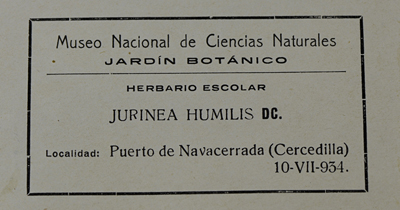 Museo Nacional de Ciencias Naturales
JARDÍN BOTÁNICO
HERBARIO ESCOLAR
JURINEA HUMILIS DC.
Localidad: Puerto de Navacerrada (Cercedilla)
10-VII-934.